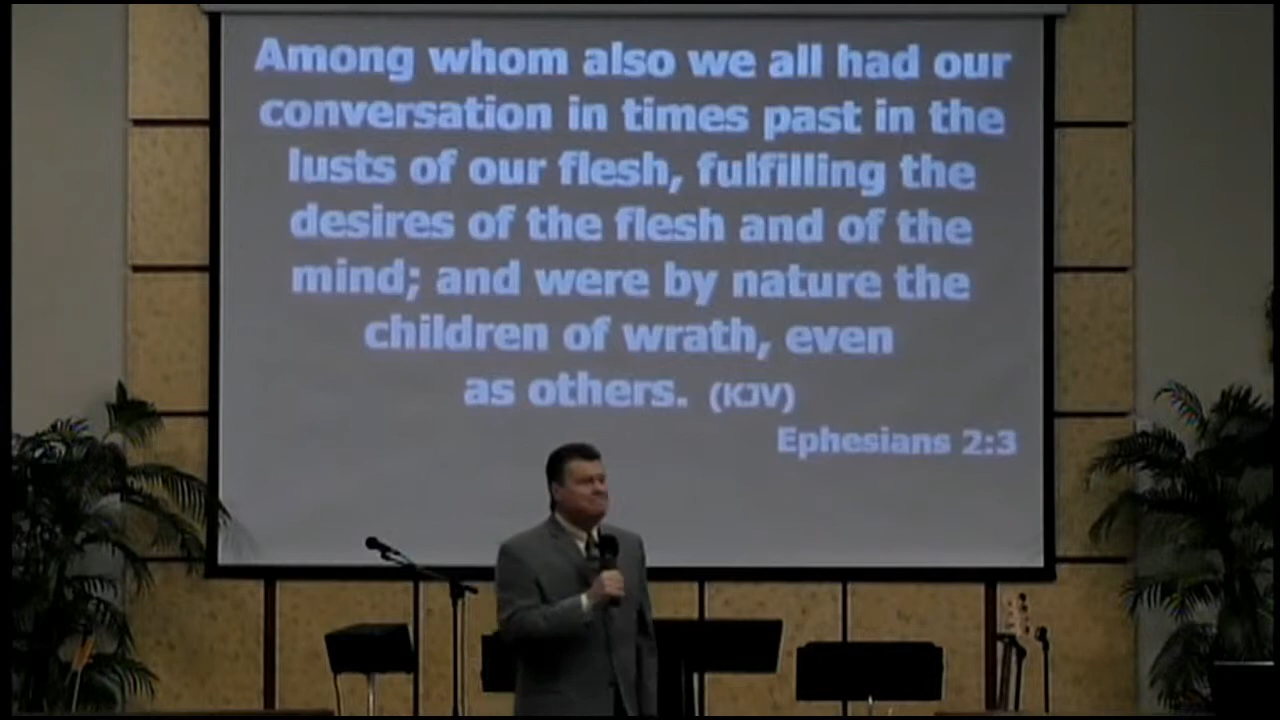 Among whom also we all had our
conversation in times past in the
lusts of our flesh, fulfilling the
desires of the flesh and of the
mind; and were by nature the
children of wrath, even
as others. (KJV)
Ephesians 2:3